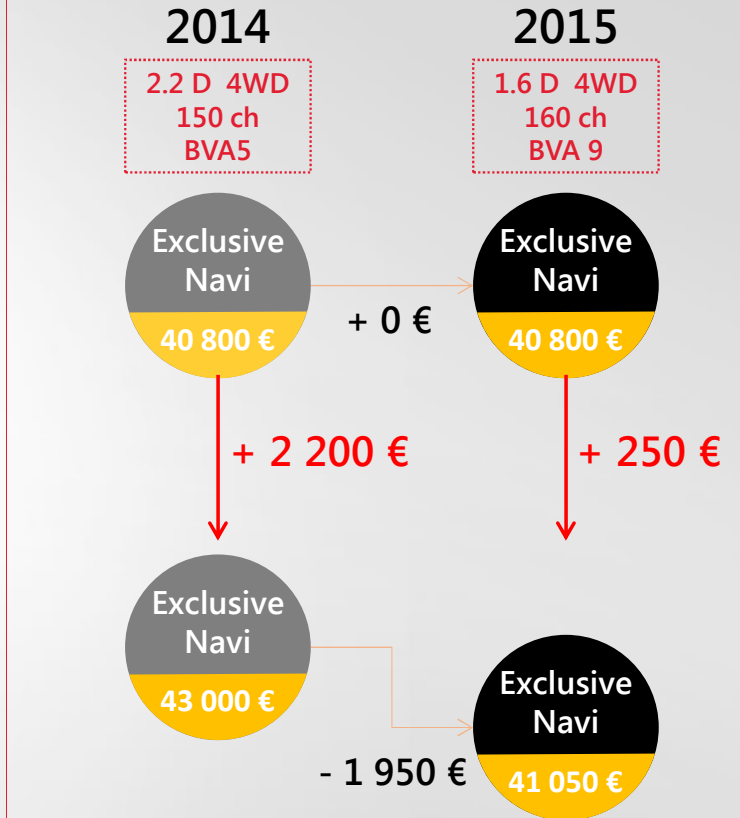 2014
2.2 D 4WD
150 ch
BVA5
2015
1.6 D 4WD
160 ch
BVA 9
Exclusive
Navi
40 800 €
+ 0 €
Exclusive
Navi
40 800 €
+ 2 200 €
+ 250 €
Exclusive
Navi
43 000 €
- 1 950 €
Exclusive
Navi
41 050 €